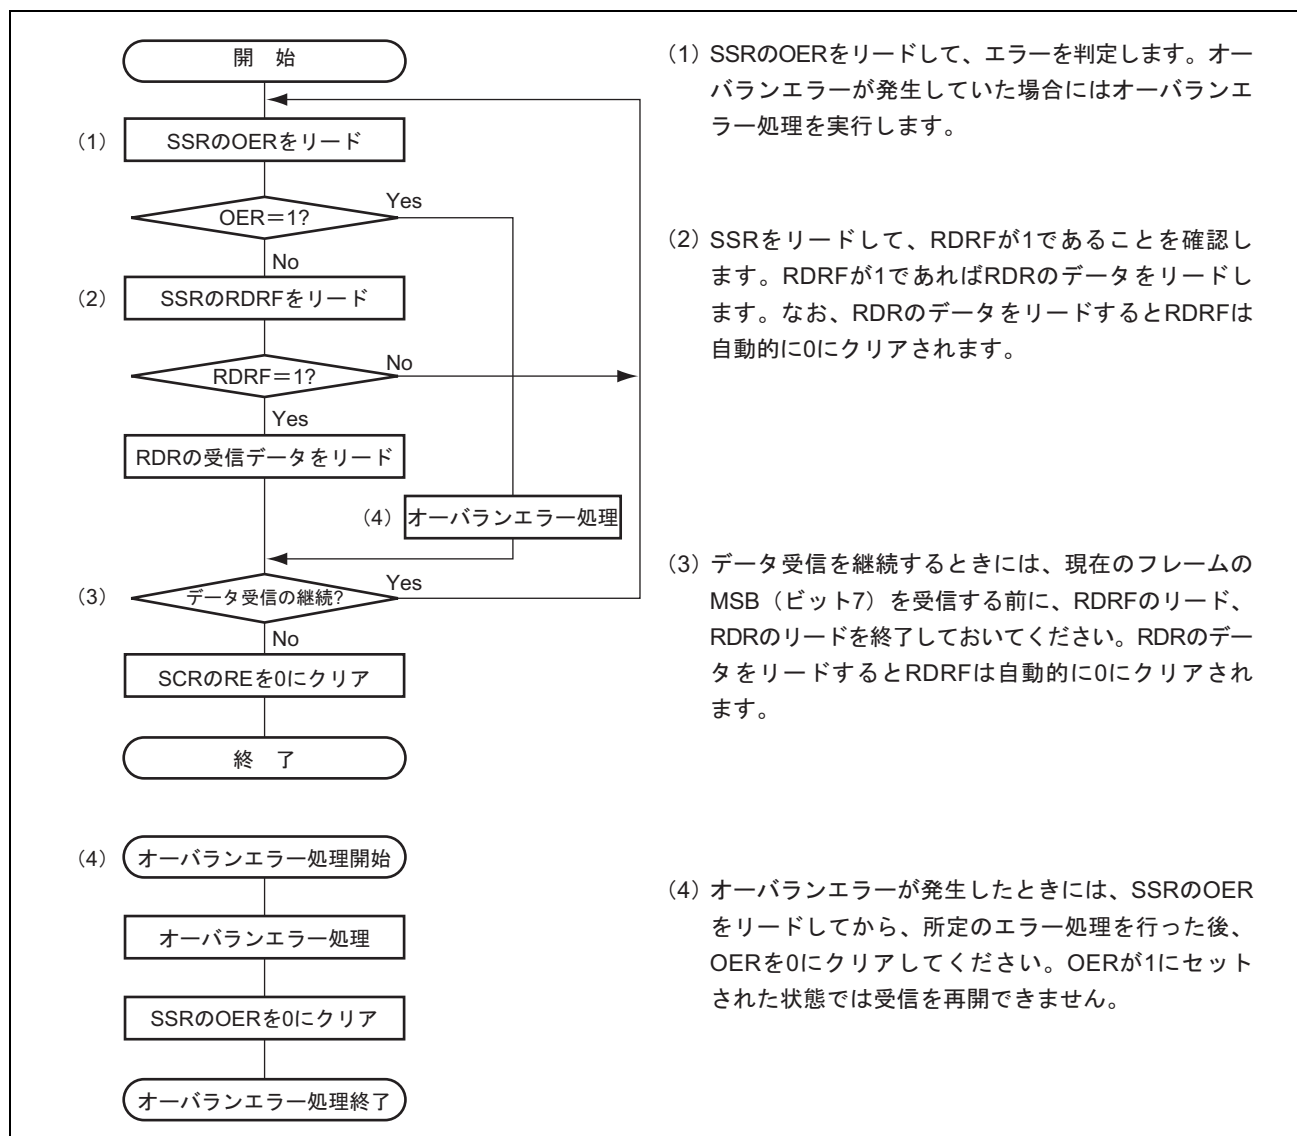 開 始
(1) SSRのOERをリード
OER=1?
Yes
No
(2) SSRのRDRFをリード
RDRF=1?
No
Yes
RDRの受信データをリード
(4) オーバランエラー処理
(3) データ受信の継続?
Yes
No
SCRのREを0にクリア
終 了
(4) オーバランエラー処理開始
オーバランエラー処理
SSRのOERを0にクリア
オーバランエラー処理終了
(1) SSRのOERをリードして、エラーを判定します。オー
バランエラーが発生していた場合にはオーバランエ
ラー処理を実行します。
(2) SSRをリードして、RDRFが1であることを確認し
ます。RDRFが1であればRDRのデータをリードし
ます。なお、RDRのデータをリードするとRDRFは
自動的に0にクリアされます。
(3) データ受信を継続するときには、現在のフレームの
MSB(ビット7)を受信する前に、RDRFのリード、
RDRのリードを終了しておいてください。RDRのデー
タをリードするとRDRFは自動的に0にクリアされ
ます。
(4) オーバランエラーが発生したときには、SSRのOER
をリードしてから、所定のエラー処理を行った後、
OERを0にクリアしてください。OERが1にセット
された状態では受信を再開できません。